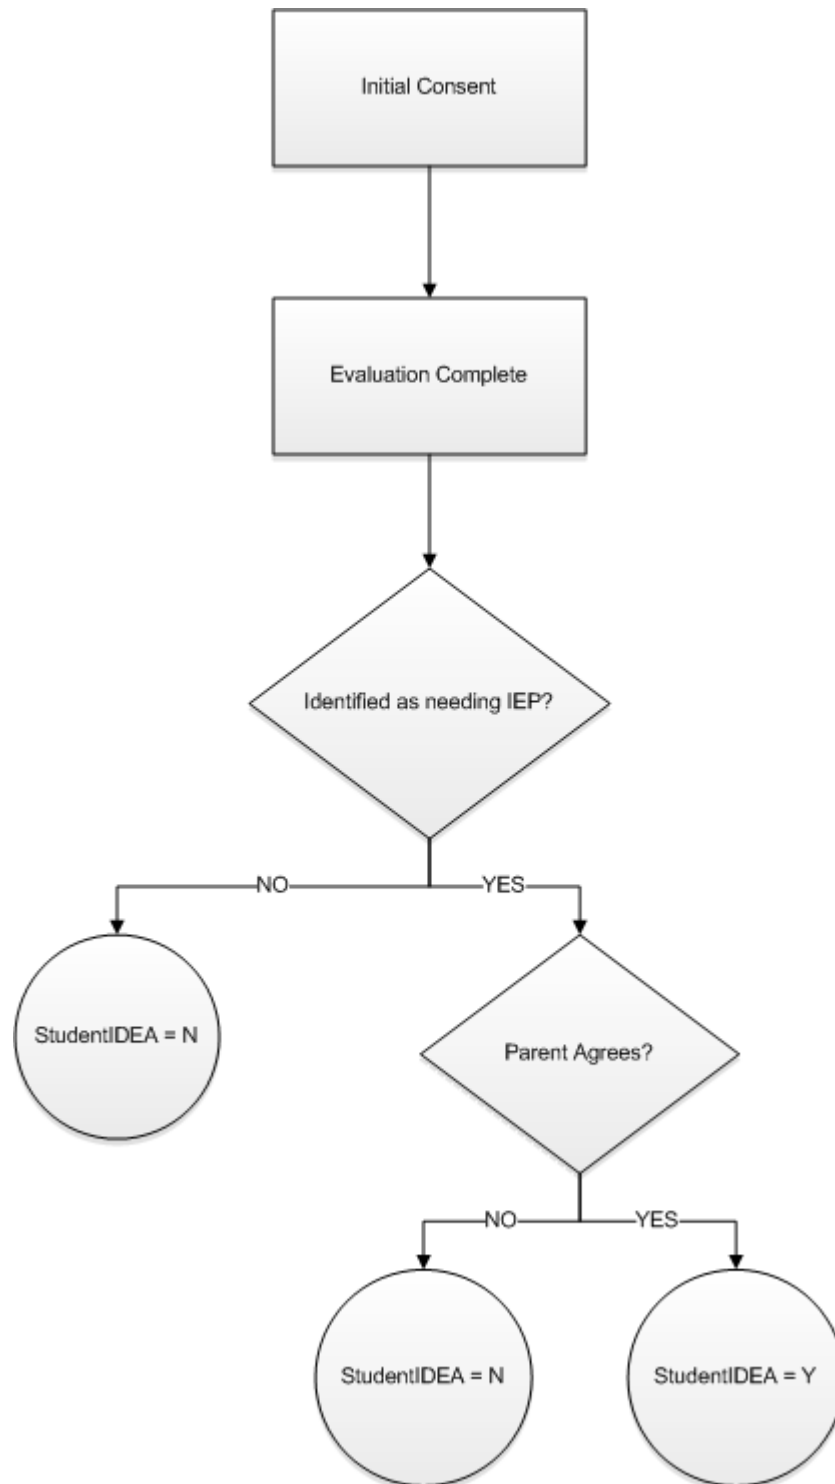 Initial Consent
Evaluation Complete
Identified as needing IEP?
NO
YES
StudentIDEA = N
Parent Agrees?
NO
YES
StudentIDEA = N
StudentIDEA = Y